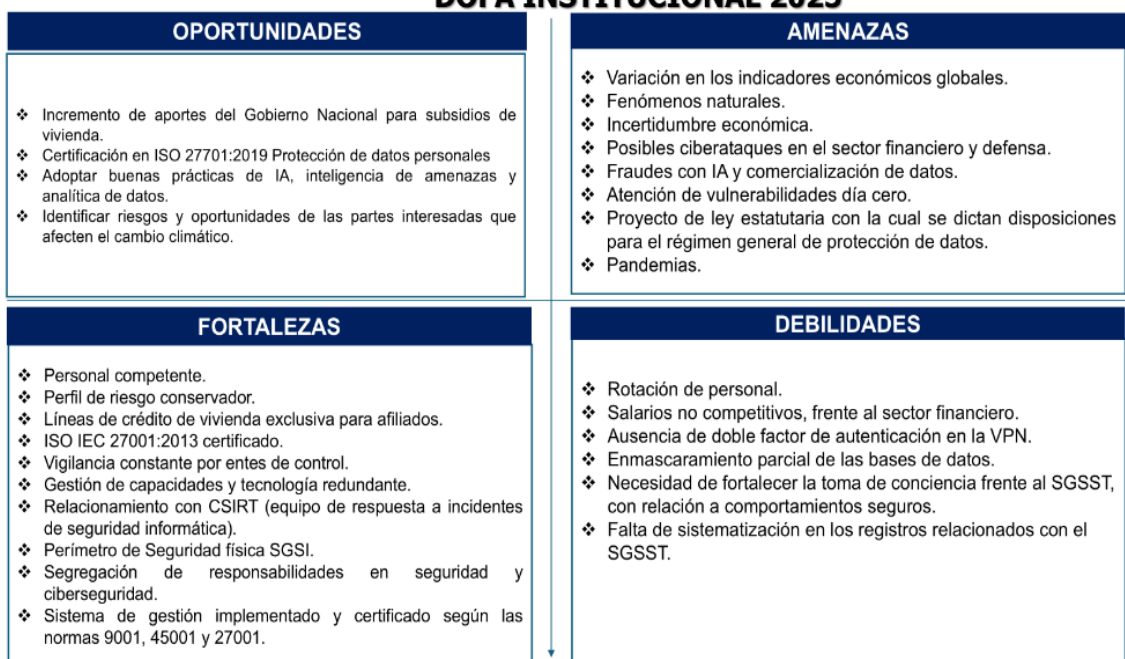 DOFA INSTITUCIONAL 2025
OPORTUNIDADES
❖ Incremento de aportes del Gobierno Nacional para subsidios de
vivienda.
❖ Certificación en ISO 27701:2019 Protección de datos personales
❖ Adoptar buenas prácticas de IA, inteligencia de amenazas y
analítica de datos.
❖ Identificar riesgos y oportunidades de las partes interesadas que
afecten el cambio climático.
AMENAZAS
❖ Variación en los indicadores económicos globales.
❖ Fenómenos naturales.
❖ Incertidumbre económica.
❖ Posibles ciberataques en el sector financiero y defensa.
❖ Fraudes con IA y comercialización de datos.
❖ Atención de vulnerabilidades día cero.
❖ Proyecto de ley estatutaria con la cual se dictan disposiciones
para el régimen general de protección de datos.
❖ Pandemias.
FORTALEZAS
❖ Personal competente.
❖ Perfil de riesgo conservador.
❖ Líneas de crédito de vivienda exclusiva para afiliados.
❖ ISO IEC 27001:2013 certificado.
❖ Vigilancia constante por entes de control.
❖ Gestión de capacidades y tecnología redundante.
❖ Relacionamiento con CSIRT (equipo de respuesta a incidentes
de seguridad informática).
❖ Perímetro de Seguridad física SGSI.
❖ Segregación de responsabilidades en seguridad y
ciberseguridad.
❖ Sistema de gestión implementado y certificado según las
normas 9001, 45001 y 27001.
DEBILIDADES
❖ Rotación de personal.
❖ Salarios no competitivos, frente al sector financiero.
❖ Ausencia de doble factor de autenticación en la VPN.
❖ Enmascaramiento parcial de las bases de datos.
❖ Necesidad de fortalecer la toma de conciencia frente al SGSST,
con relación a comportamientos seguros.
❖ Falta de sistematización en los registros relacionados con el
SGSST.